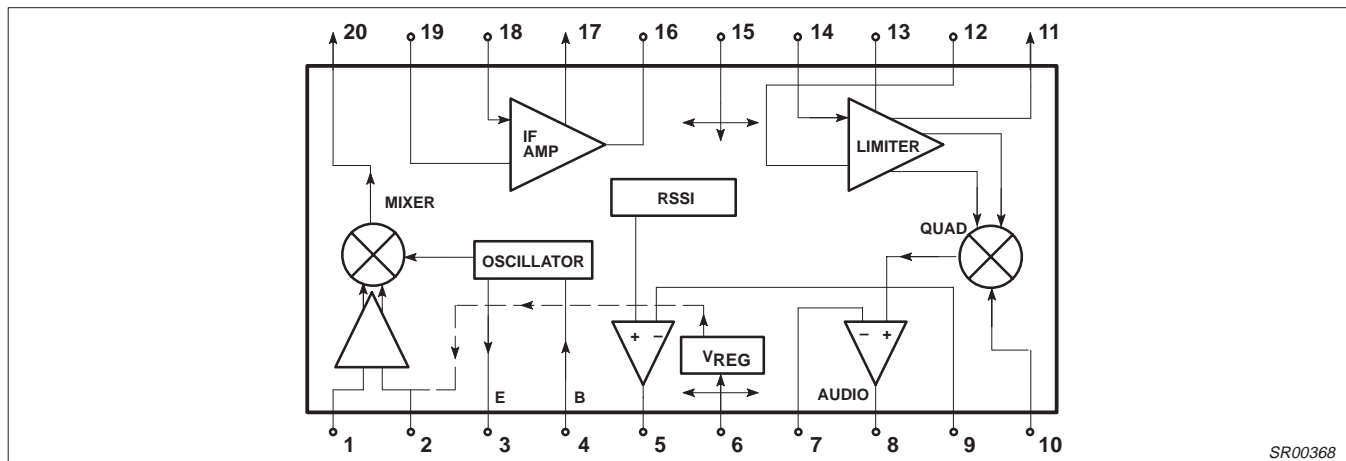 20 19 18 17 16 15 14 13 12 11
IF
AMP
LIMITER
RSSI
MIXER
QUAD
OSCILLATOR
+ − − +
VREG
E B AUDIO
1 2 3 4 5 6 7 8 9 10
SR00368